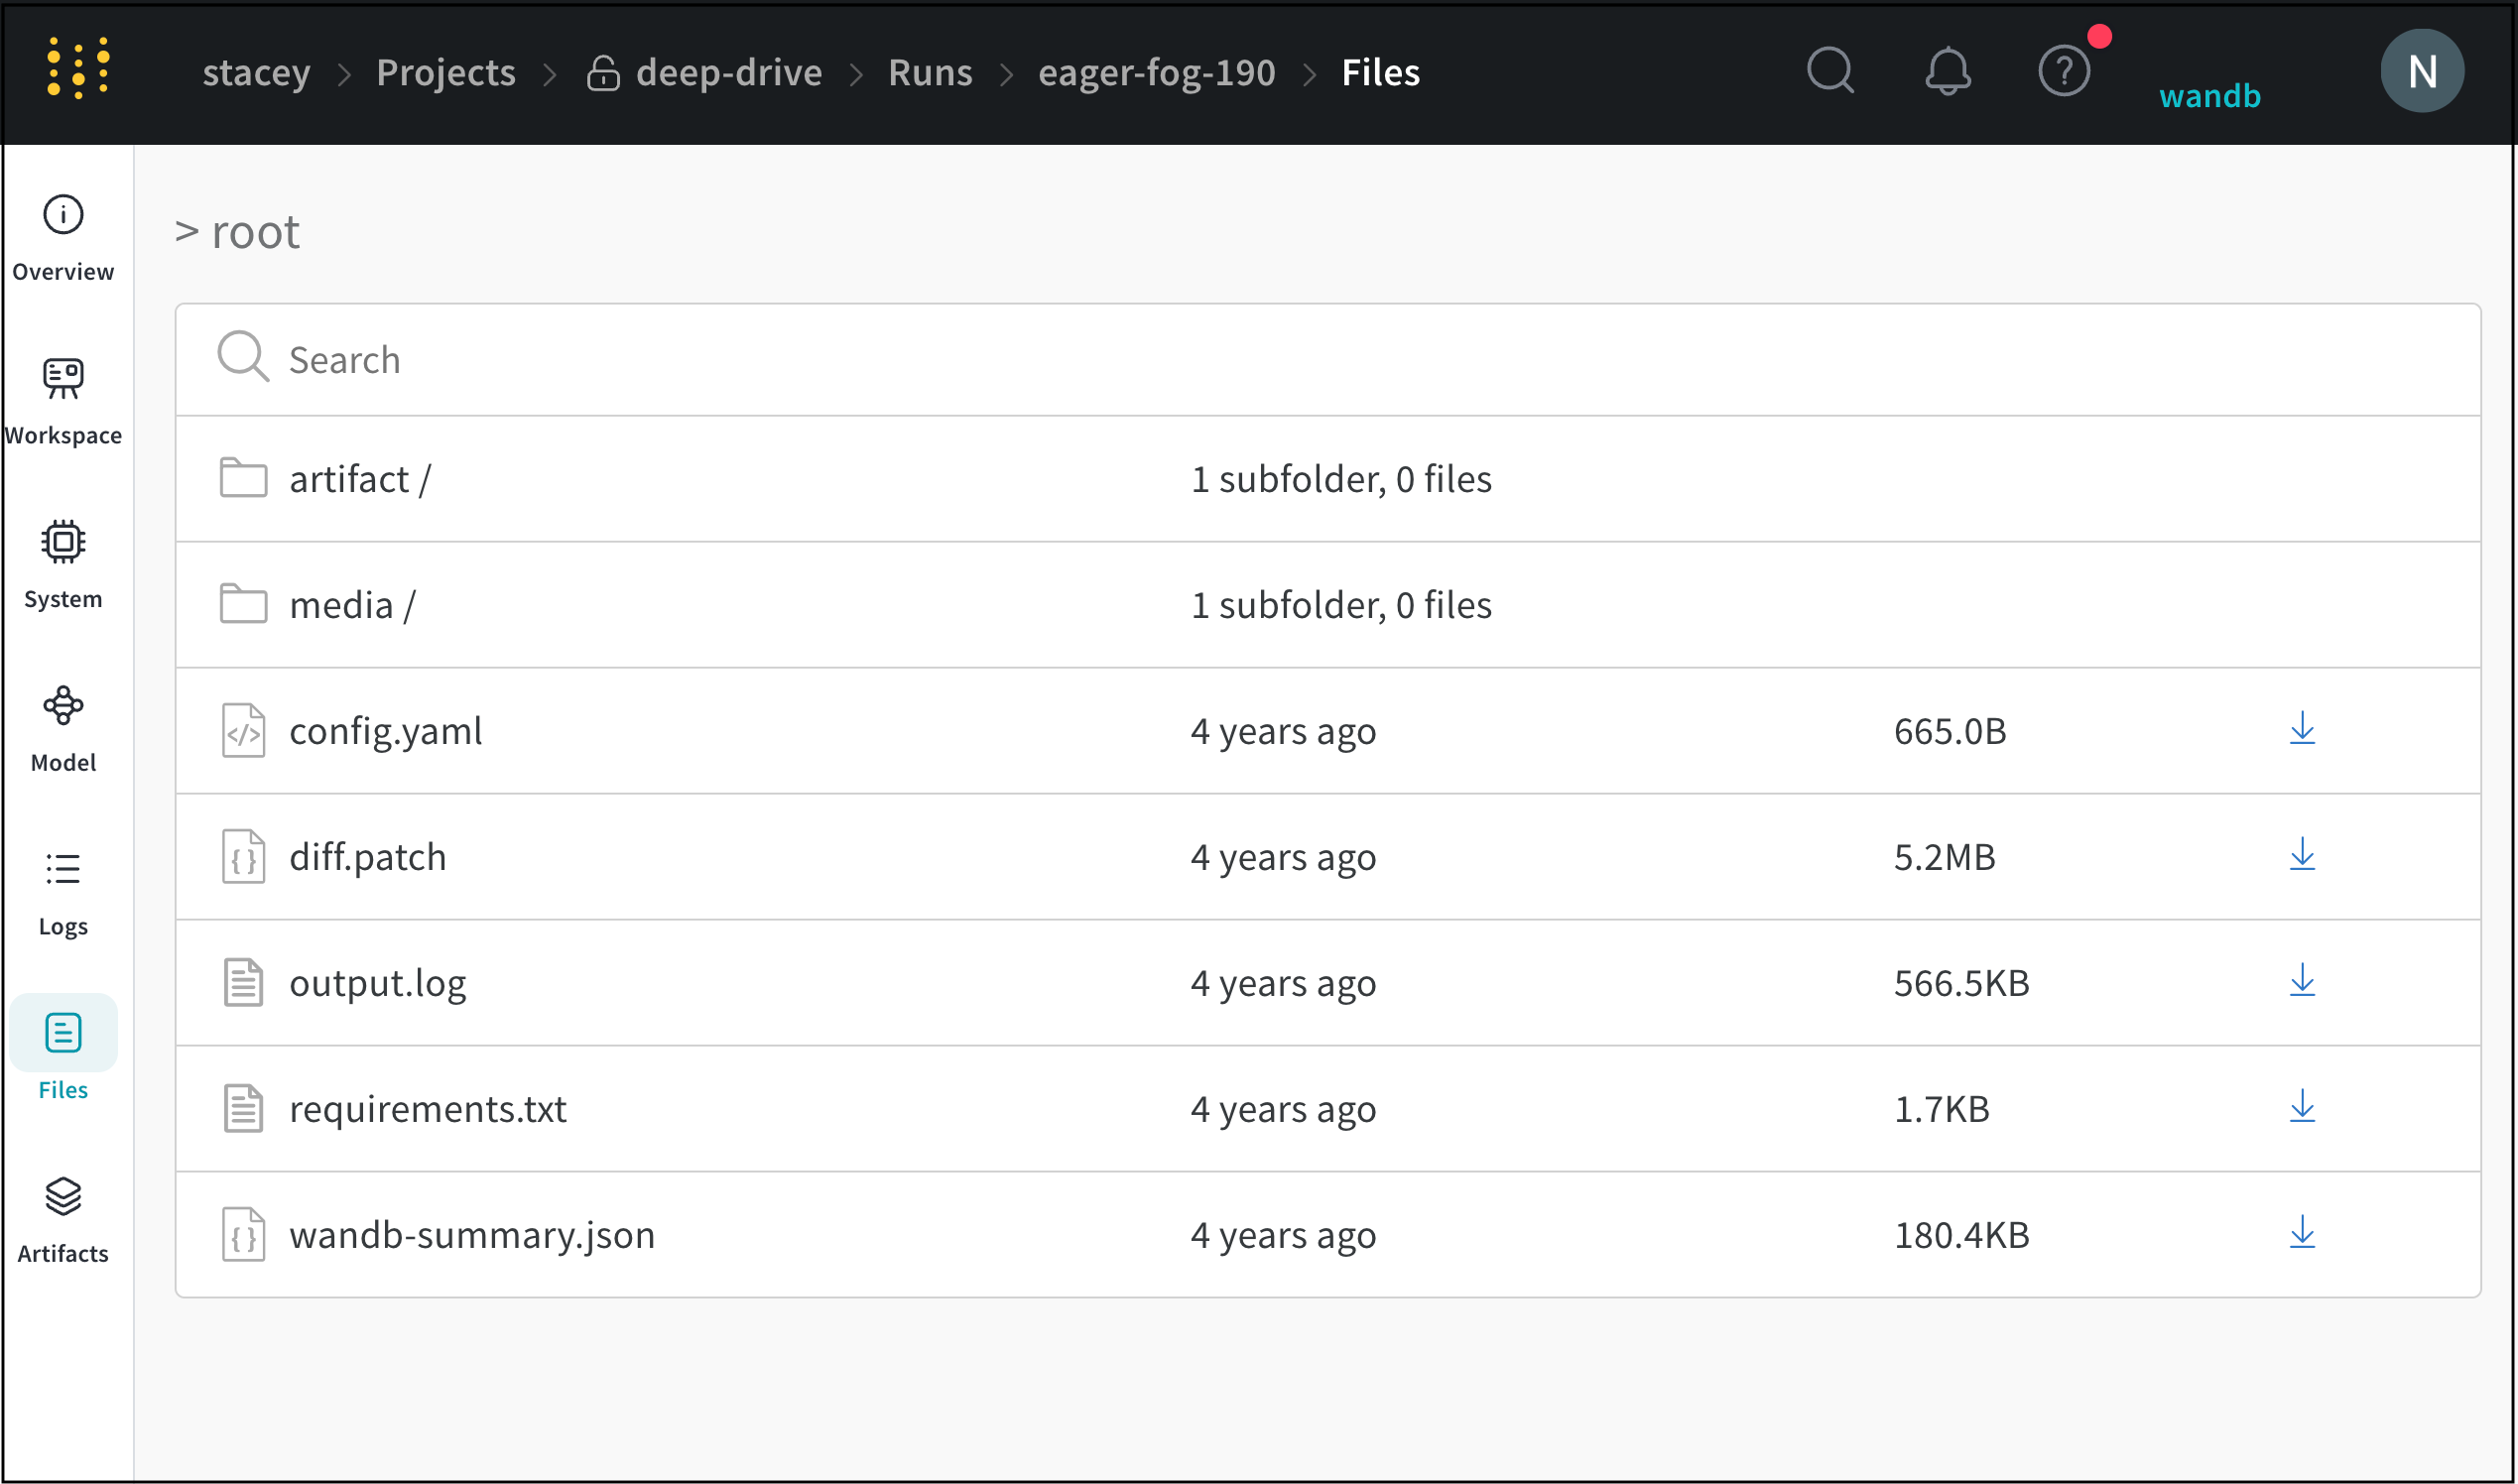 stacey > Projects > deep-drive > Runs > eager-fog-190 > Files
wandb
N
Overview
Workspace
System
Model
Logs
Files
Artifacts
> root
Search
artifact / 1 subfolder, 0 files
media / 1 subfolder, 0 files
config.yaml 4 years ago 665.0B
diff.patch 4 years ago 5.2MB
output.log 4 years ago 566.5KB
requirements.txt 4 years ago 1.7KB
wandb-summary.json 4 years ago 180.4KB